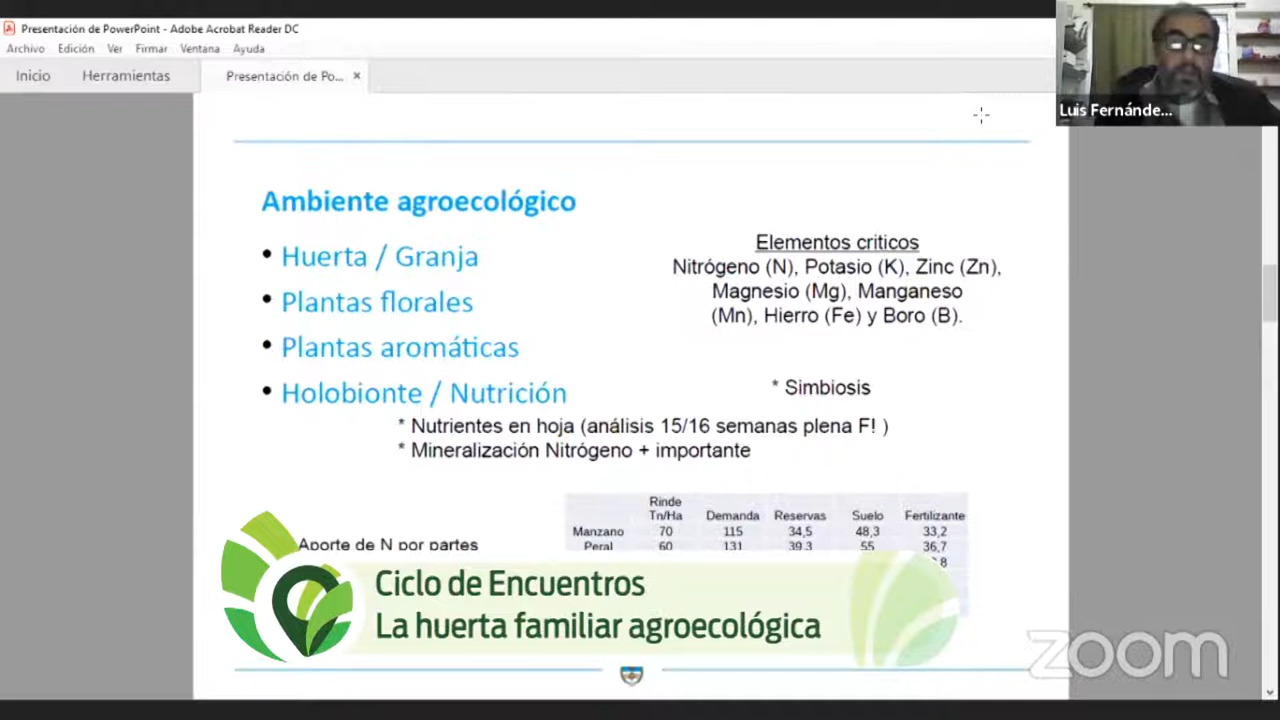 Presentación de PowerPoint - Adobe Acrobat Reader DC
Archivo Edición Ver Firmar Ventana Ayuda
Inicio Herramientas Presentación de Po... ×
Luis Fernánde...
Ambiente agroecológico
• Huerta / Granja
• Plantas florales
• Plantas aromáticas
• Holobionte / Nutrición
Elementos criticos
Nitrógeno (N), Potasio (K), Zinc (Zn),
Magnesio (Mg), Manganeso
(Mn), Hierro (Fe) y Boro (B).
* Simbiosis
* Nutrientes en hoja (análisis 15/16 semanas plena F! )
* Mineralización Nitrógeno + importante
Rinde
Tn/Ha Demanda Reservas Suelo Fertilizante
Manzano 70 115 34,5 48,3 33,2
Peral 60 131 39,3 55 36,7
Aporte de N por partes
Ciclo de Encuentros
La huerta familiar agroecológica
zoom